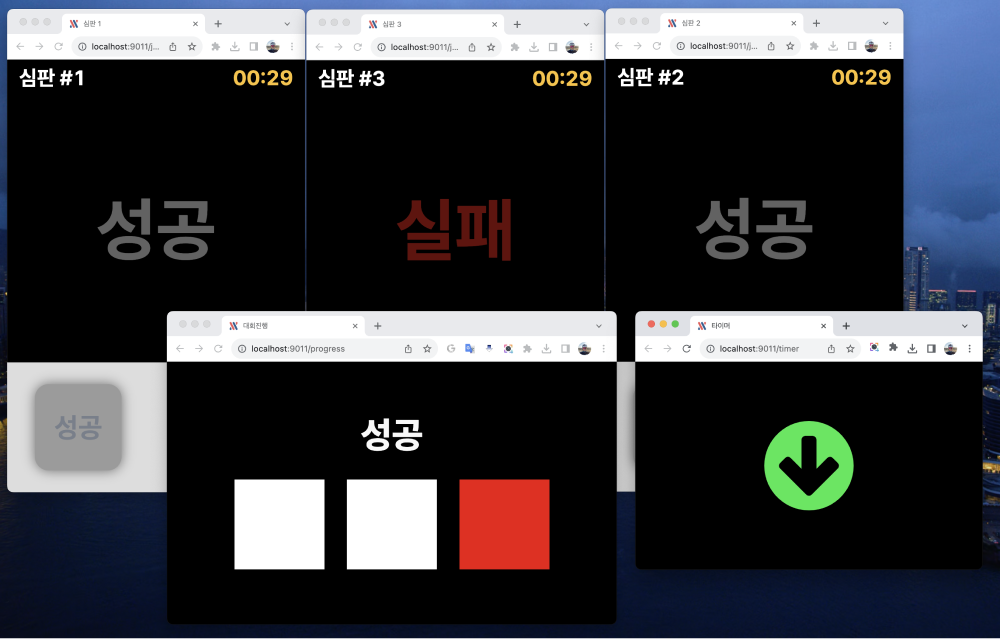 심판 1
localhost:9011/j...
심판 #1
00:29
성공
성공
심판 3
localhost:9011/j...
심판 #3
00:29
실패
심판 2
localhost:9011/j...
심판 #2
00:29
성공
대회진행
localhost:9011/progress
성공
타이머
localhost:9011/timer